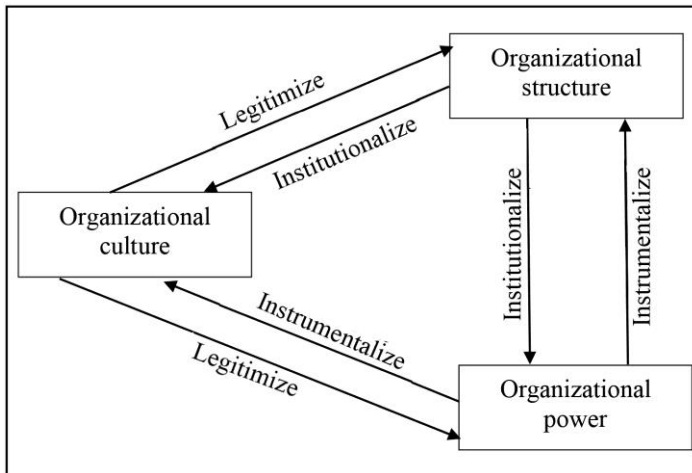 Organizational
structure
Legitimize
Institutionalize
Organizational
culture
Institutionalize
Instrumentalize
Instrumentalize
Legitimize
Organizational
power